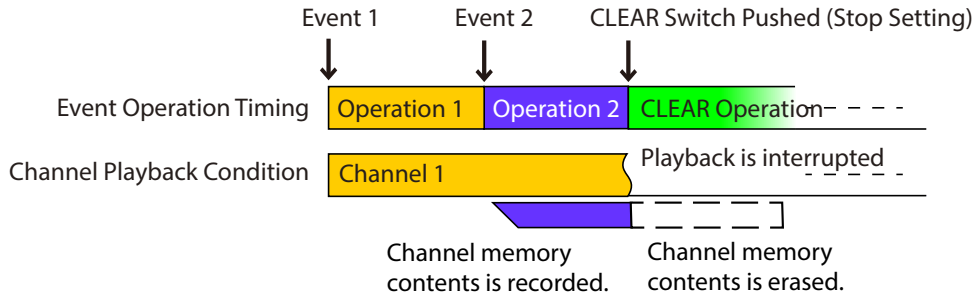 Event 1 Event 2 CLEAR Switch Pushed (Stop Setting)
Event Operation Timing Operation 1 Operation 2 CLEAR Operation
Channel Playback Condition Channel 1 Playback is interrupted
Channel memory
contents is recorded.
Channel memory
contents is erased.